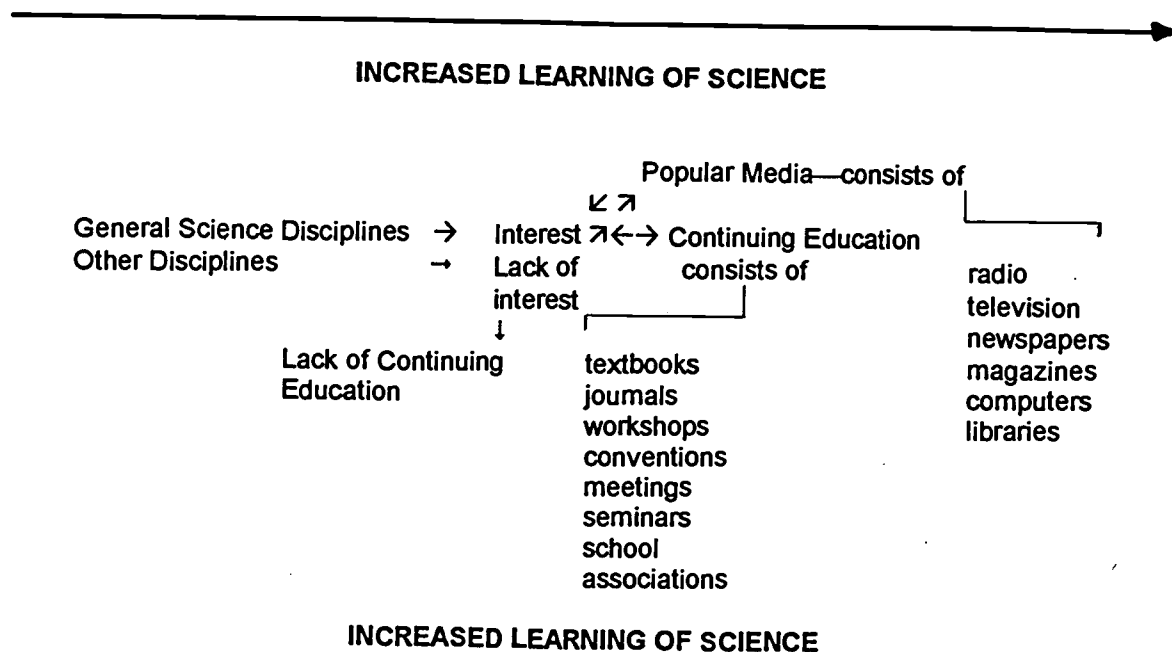 INCREASED LEARNING OF SCIENCE
Popular Media—consists of
↙ ↗
General Science Disciplines → Interest ↗←→ Continuing Education
Other Disciplines → Lack of consists of
interest
↓
Lack of Continuing
Education
textbooks
journals
workshops
conventions
meetings
seminars
school
associations
radio
television
newspapers
magazines
computers
libraries
INCREASED LEARNING OF SCIENCE